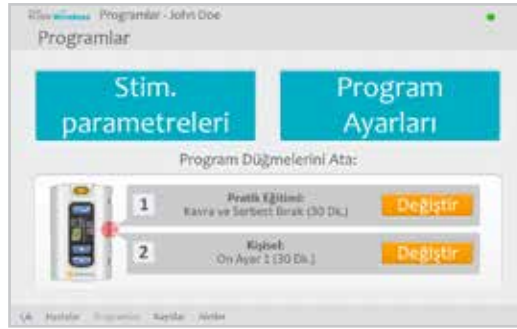 Programlar - John Doe
Programlar
Stim.
parametreleri
Program
Ayarları
Program Düğmelerini Ata:
1
Pratik Eğitimi:
Kavra ve Serbest Bırak (30 Dk.)
Değiştir
2
Kişisel:
Ön Ayar 1 (30 Dk.)
Değiştir
Hastalar Programlar Kayıtlar